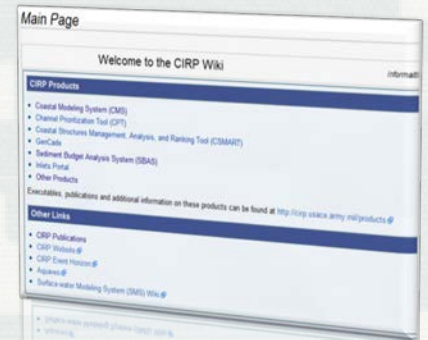 Main Page
Welcome to the CIRP Wiki
CIRP Products
Coastal Modeling System (CMS)
Channel Prioritization Tool (CPT)
Coastal Structures Management, Analysis, and Ranking Tool (CSMART)
GenCade
Sediment Budget Analysis System (SBAS)
Inlets Portal
Other Products
Executables, publications and additional information on these products can be found at http://cirp.usace.army.mil/products
Other Links
CIRP Publications
CIRP Website
CIRP Event Horizon
Aquaveo
Surface-water Modeling System (SMS) Wiki